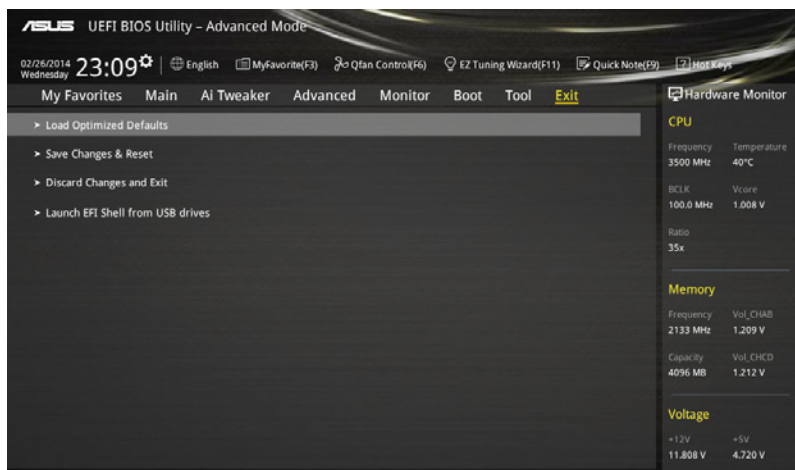 ASUS UEFI BIOS Utility – Advanced Mode
02/26/2014
Wednesday
23:09
English
MyFavorite(F3)
Qfan Control(F6)
EZ Tuning Wizard(F11)
Quick Note(F9)
Hot Keys
My Favorites Main Ai Tweaker Advanced Monitor Boot Tool Exit
Hardware Monitor
> Load Optimized Defaults
> Save Changes & Reset
> Discard Changes and Exit
> Launch EFI Shell from USB drives
CPU
Frequency Temperature
3500 MHz 40°C
BCLK Vcore
100.0 MHz 1.008 V
Ratio
35x
Memory
Frequency Vol_CHAB
2133 MHz 1.209 V
Capacity Vol_CHCD
4096 MB 1.212 V
Voltage
+12V +5V
11.808 V 4.720 V